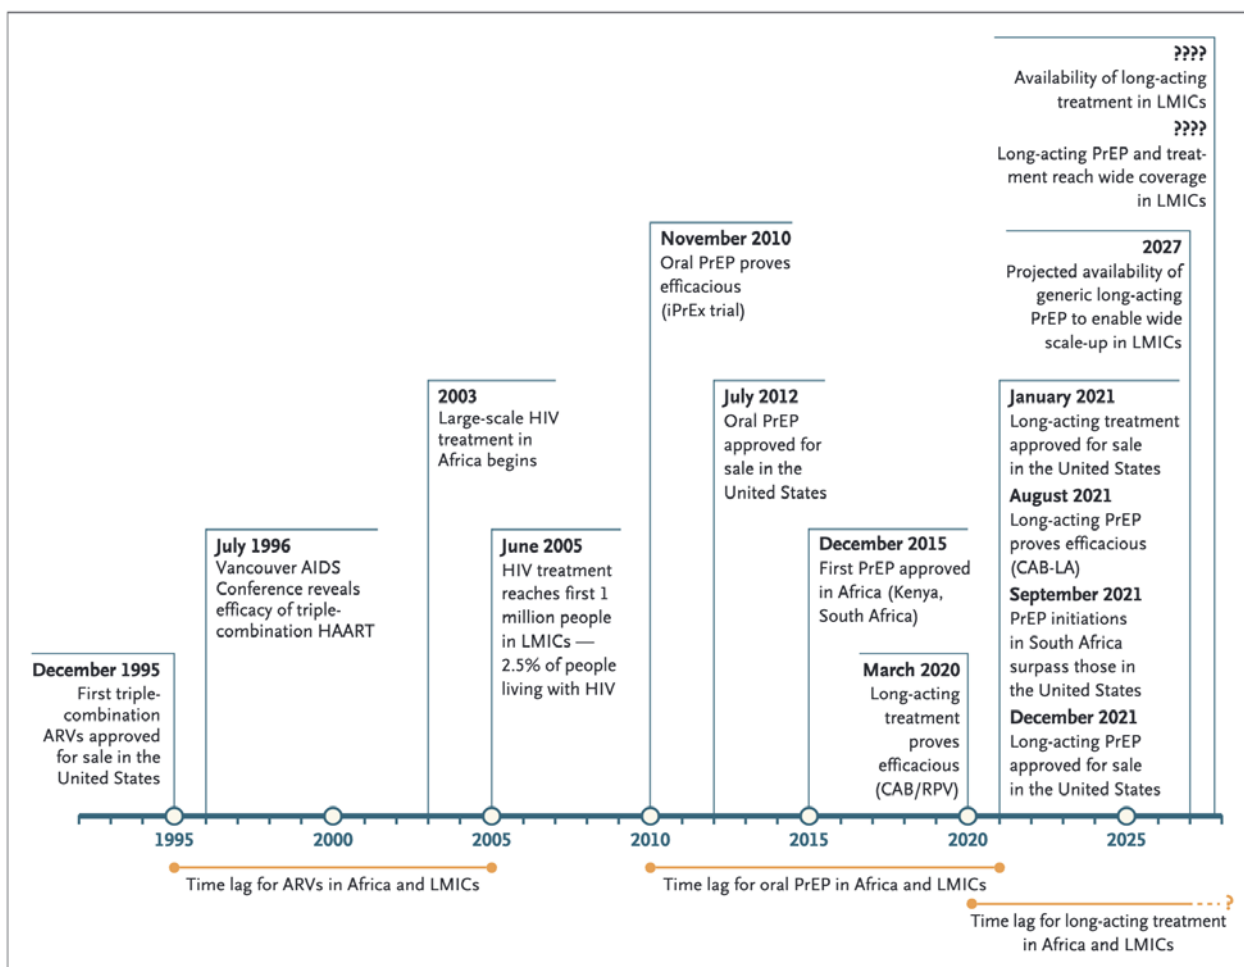 ????
Availability of long-acting
treatment in LMICs
????
Long-acting PrEP and treat-
ment reach wide coverage
in LMICs
November 2010
Oral PrEP proves
efficacious
(iPrEx trial)
2027
Projected availability of
generic long-acting
PrEP to enable wide
scale-up in LMICs
2003
Large-scale HIV
treatment in
Africa begins
July 2012
Oral PrEP
approved for
sale in the
United States
January 2021
Long-acting treatment
approved for sale
in the United States
August 2021
Long-acting PrEP
proves efficacious
(CAB-LA)
September 2021
PrEP initiations
in South Africa
surpass those in
the United States
December 2021
Long-acting PrEP
approved for sale
in the United States
July 1996
Vancouver AIDS
Conference reveals
efficacy of triple-
combination HAART
June 2005
HIV treatment
reaches first 1
million people
in LMICs —
2.5% of people
living with HIV
December 2015
First PrEP approved
in Africa (Kenya,
South Africa)
December 1995
First triple-
combination
ARVs approved
for sale in the
United States
March 2020
Long-acting
treatment
proves
efficacious
(CAB/RPV)
1995
2000
2005
2010
2015
2020
2025
Time lag for ARVs in Africa and LMICs
Time lag for oral PrEP in Africa and LMICs
?
Time lag for long-acting treatment
in Africa and LMICs